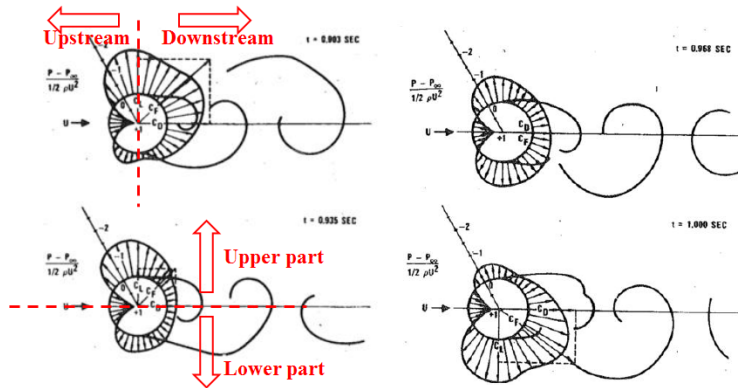 Upstream Downstream
t = 0.903 SEC
P - P∞
1/2 ρU²
-2
-1
0
C_L
C_F
C_D
+1
U
t = 0.968 SEC
P - P∞
1/2 ρU²
-2
-1
0
C_D
C_F
+1
U
t = 0.935 SEC
P - P∞
1/2 ρU²
-2
-1
0
C_L
C_F
C_D
+1
U
Upper part
Lower part
t = 1.000 SEC
P - P∞
1/2 ρU²
-2
-1
0
+1
C_D
C_F
C_L
U